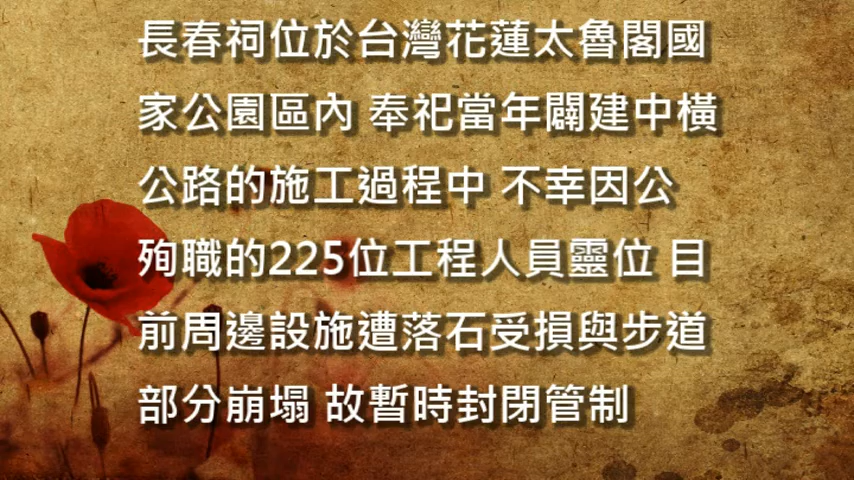 長春祠位於台灣花蓮太魯閣國
家公園區內 奉祀當年闢建中橫
公路的施工過程中 不幸因公
殉職的225位工程人員靈位 目
前周邊設施遭落石受損與步道
部分崩塌 故暫時封閉管制